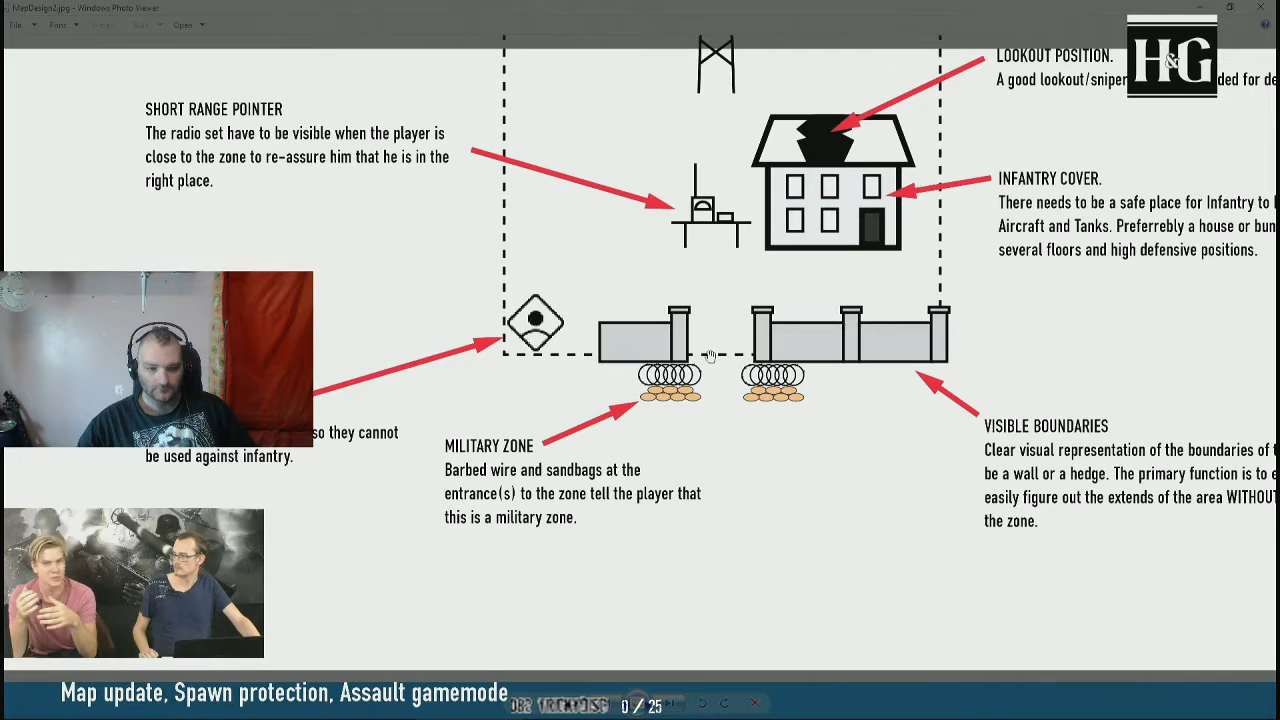 MapDesign2.jpg - Windows Photo Viewer
File
Open
H&G
LOOKOUT POSITION.
A good lookout/sniper
ded for de
SHORT RANGE POINTER
The radio set have to be visible when the player is
close to the zone to re-assure him that he is in the
right place.
INFANTRY COVER.
There needs to be a safe place for Infantry to
Aircraft and Tanks. Preferrebly a house or bun
several floors and high defensive positions.
so they cannot
be used against infantry.
MILITARY ZONE
Barbed wire and sandbags at the
entrance(s) to the zone tell the player that
this is a military zone.
VISIBLE BOUNDARIES
Clear visual representation of the boundaries of
be a wall or a hedge. The primary function is to e
easily figure out the extends of the area WITHOUT
the zone.
Map update, Spawn protection, Assault gamemode
0 / 25